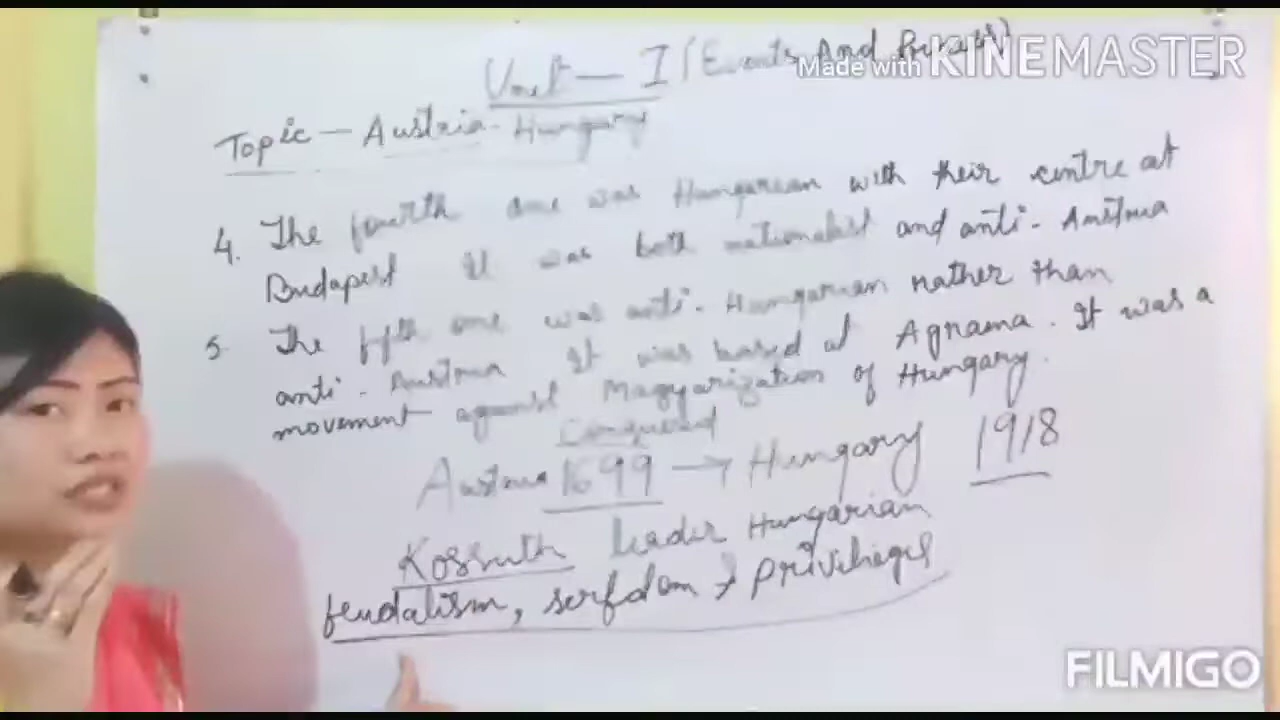 Unit - I (Events And Process)
Made with KINEMASTER
Topic - Austria-Hungary
4. The fourth one was Hungarian with their centre at
Budapest It was both nationalist and anti-Austria
5. The fifth one was anti-Hungarian rather than
anti-Austria It was based at Agrama. It was a
movement against Magyarization of Hungary.
Conquered
Austria 1699 → Hungary 1918
Kossuth leader Hungarian
feudalism, serfdom & privileges
FILMIGO